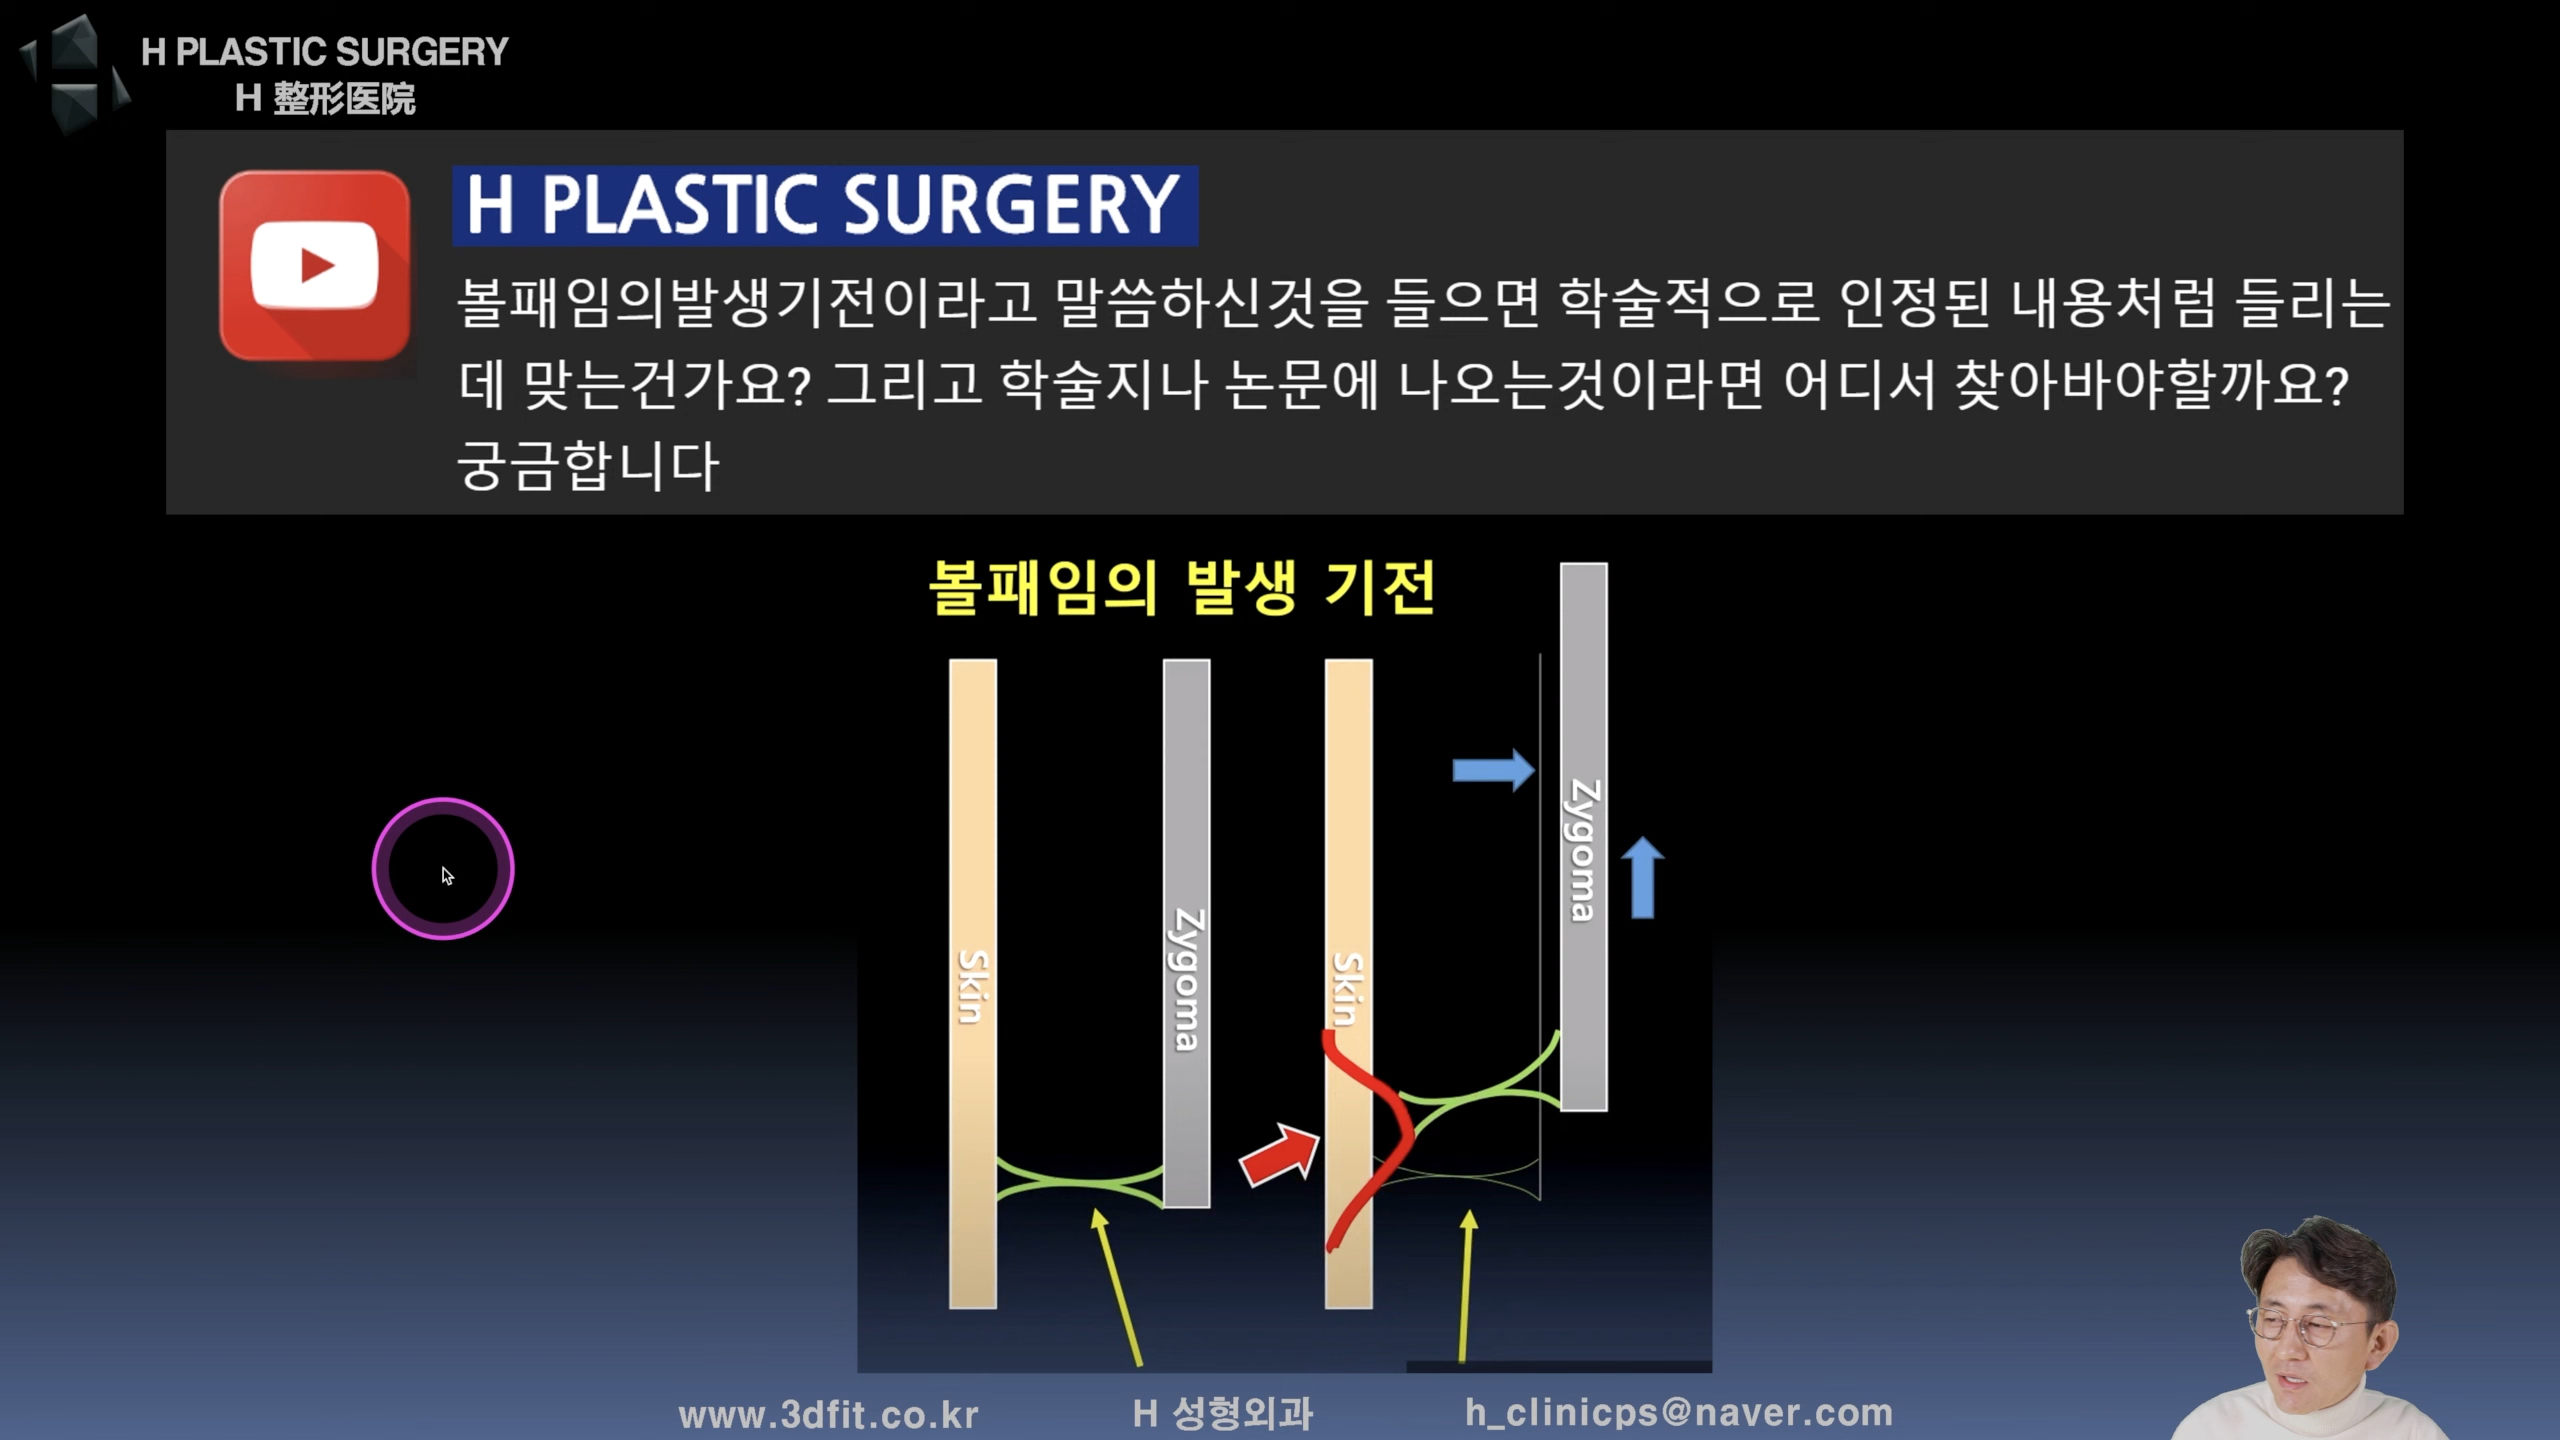 H PLASTIC SURGERY
H 整形医院
H PLASTIC SURGERY
볼패임의발생기전이라고 말씀하신것을 들으면 학술적으로 인정된 내용처럼 들리는
데 맞는건가요? 그리고 학술지나 논문에 나오는것이라면 어디서 찾아바야할까요?
궁금합니다
볼패임의 발생 기전
Skin
Zygoma
Skin
Zygoma
www.3dfit.co.kr
H 성형외과
h_clinicps@naver.com